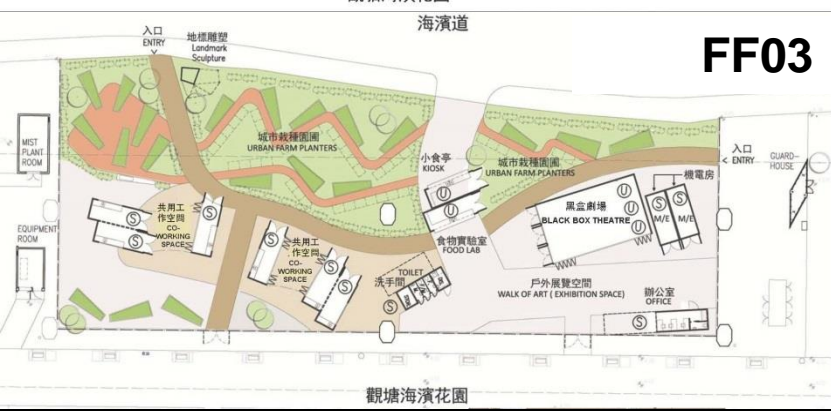 海濱道
FF03
入口
ENTRY
地標雕塑
Landmark
Sculpture
MIST
PLANT
ROOM
城市栽種園圃
URBAN FARM PLANTERS
小食亭
KIOSK
城市栽種園圃
URBAN FARM PLANTERS
入口
ENTRY
GUARD-
HOUSE
機電房
U
U
黑盒劇場
BLACK BOX THEATRE
U
U
S
M/E
S
M/E
共用工
作空間
CO-
WORKING
SPACE
S
S
S
EQUIPMENT
ROOM
共用工
作空間
CO-
WORKING
SPACE
S
S
S
食物實驗室
FOOD LAB
TOILET
洗手間
S
戶外展覽空間
WALK OF ART ( EXHIBITION SPACE)
辦公室
OFFICE
S
觀塘海濱花園